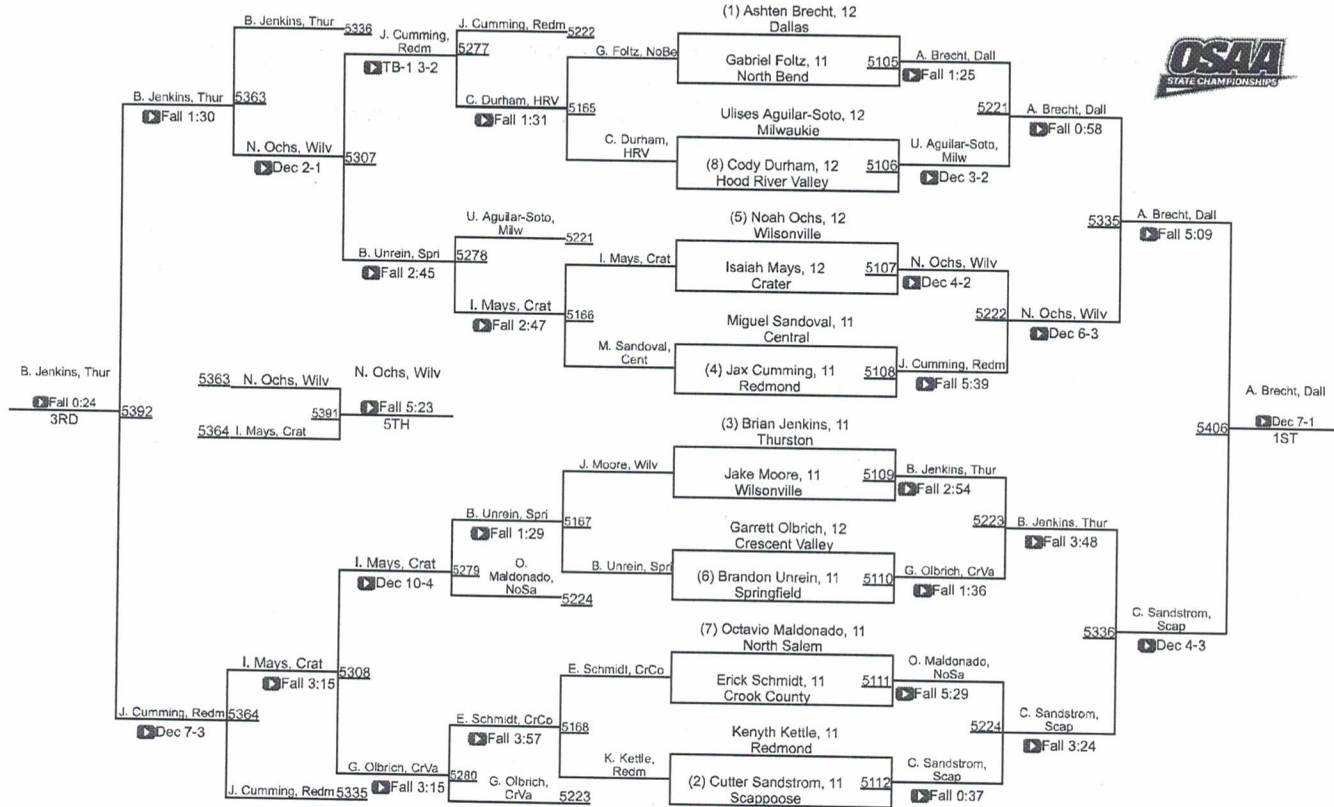 B. Jenkins, Thur
5336
J. Cumming,
Redm
5277
TB-1 3-2
J. Cumming, Redm
5222
C. Durham, HRV
5165
Fall 1:31
G. Foltz, NoBe
C. Durham,
HRV
(1) Ashten Brecht, 12
Dallas
Gabriel Foltz, 11
North Bend
5105
A. Brecht, Dall
Fall 1:25
Ulises Aguilar-Soto, 12
Milwaukie
(8) Cody Durham, 12
Hood River Valley
5106
U. Aguilar-Soto,
Milw
Dec 3-2
5221
A. Brecht, Dall
Fall 0:58
OSAA
STATE CHAMPIONSHIPS
B. Jenkins, Thur
5363
Fall 1:30
N. Ochs, Wilv
5307
Dec 2-1
B. Unrein, Spri
5278
Fall 2:45
U. Aguilar-Soto,
Milw
5221
I. Mays, Crat
5166
Fall 2:47
I. Mays, Crat
M. Sandoval,
Cent
(5) Noah Ochs, 12
Wilsonville
Isaiah Mays, 12
Crater
5107
N. Ochs, Wilv
Dec 4-2
Miguel Sandoval, 11
Central
(4) Jax Cumming, 11
Redmond
5108
J. Cumming, Redm
Fall 5:39
5222
N. Ochs, Wilv
Dec 6-3
5335
A. Brecht, Dall
Fall 5:09
B. Jenkins, Thur
Fall 0:24
3RD
5392
5363
N. Ochs, Wilv
5364
I. Mays, Crat
5391
N. Ochs, Wilv
Fall 5:23
5TH
5406
A. Brecht, Dall
Dec 7-1
1ST
J. Moore, Wilv
B. Unrein, Spri
5167
Fall 1:29
B. Unrein, Spri
(3) Brian Jenkins, 11
Thurston
Jake Moore, 11
Wilsonville
5109
B. Jenkins, Thur
Fall 2:54
Garrett Olbrich, 12
Crescent Valley
(6) Brandon Unrein, 11
Springfield
5110
G. Olbrich, CrVa
Fall 1:36
5223
B. Jenkins, Thur
Fall 3:48
I. Mays, Crat
5279
Dec 10-4
O.
Maldonado,
NoSa
5224
5336
C. Sandstrom,
Scap
Dec 4-3
I. Mays, Crat
5308
Fall 3:15
E. Schmidt, CrCo
E. Schmidt, CrCo
5168
Fall 3:57
K. Kettle,
Redm
(7) Octavio Maldonado, 11
North Salem
Erick Schmidt, 11
Crook County
5111
O. Maldonado,
NoSa
Fall 5:29
Kenyth Kettle, 11
Redmond
(2) Cutter Sandstrom, 11
Scappoose
5112
C. Sandstrom,
Scap
Fall 0:37
5224
C. Sandstrom,
Scap
Fall 3:24
J. Cumming, Redm
5364
Dec 7-3
G. Olbrich, CrVa
5280
Fall 3:15
G. Olbrich,
CrVa
5223
J. Cumming, Redm
5335